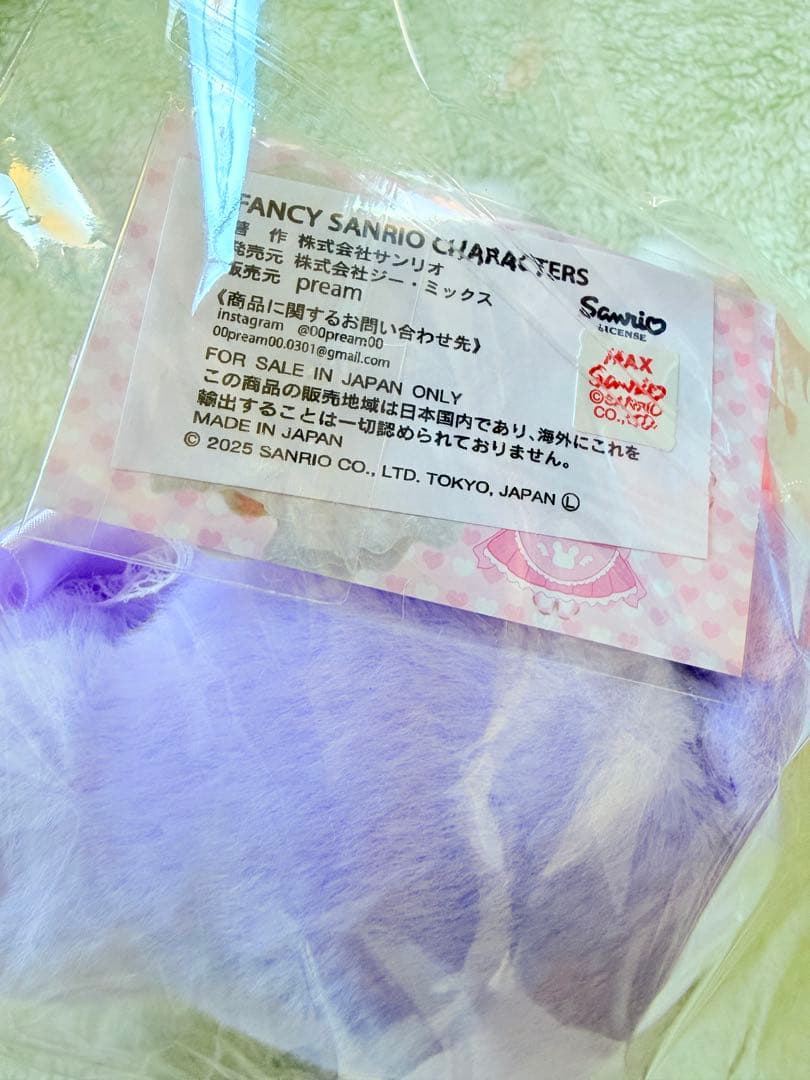 FANCY SANRIO CHARACTERS
著 作 株式会社サンリオ
発売元 株式会社ジー・ミックス
販売元 pream
《商品に関するお問い合わせ先》
instagram @00pream00
00pream00.0301@gmail.com
FOR SALE IN JAPAN ONLY
この商品の販売地域は日本国内であり、海外にこれを
輸出することは一切認められておりません。
MADE IN JAPAN
© 2025 SANRIO CO., LTD. TOKYO, JAPAN Ⓛ
Sanrio
LICENSE
MAX
Sanrio
©SANRIO
CO., LTD.